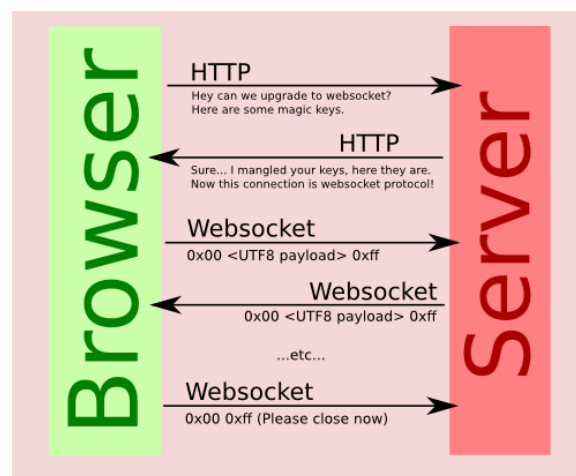 Browser
Server
HTTP
Hey can we upgrade to websocket?
Here are some magic keys.
HTTP
Sure... I mangled your keys, here they are.
Now this connection is websocket protocol!
Websocket
0x00 <UTF8 payload> 0xff
Websocket
0x00 <UTF8 payload> 0xff
...etc...
Websocket
0x00 0xff (Please close now)